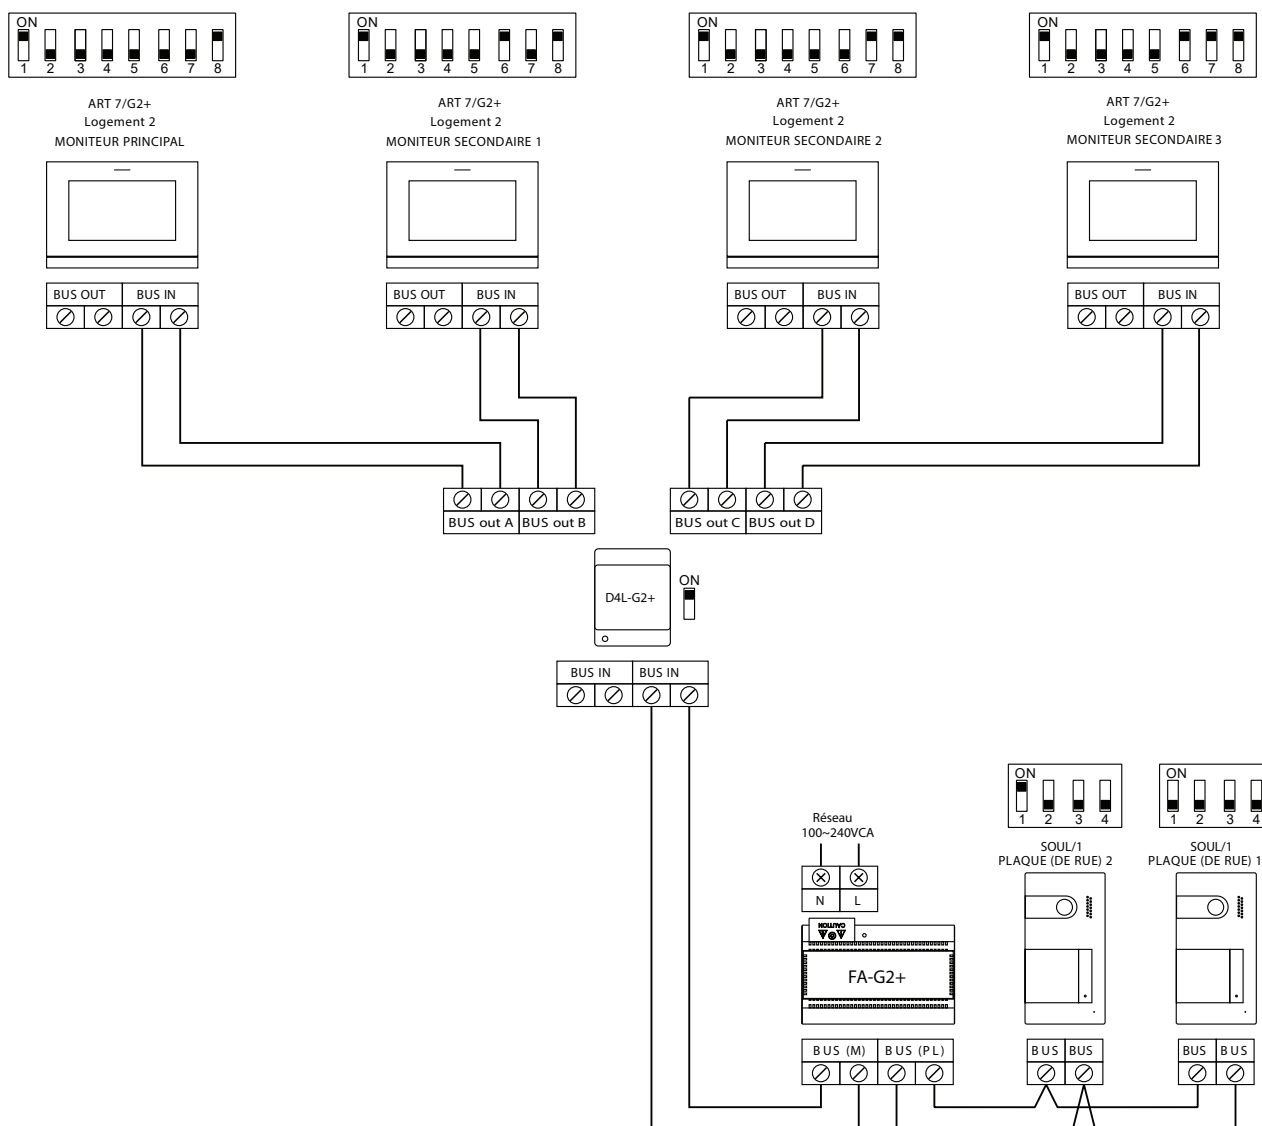 ON ON ON ON
1 2 3 4 5 6 7 8 1 2 3 4 5 6 7 8 1 2 3 4 5 6 7 8 1 2 3 4 5 6 7 8
ART 7/G2+
Logement 2
MONITEUR PRINCIPAL
ART 7/G2+
Logement 2
MONITEUR SECONDAIRE 1
ART 7/G2+
Logement 2
MONITEUR SECONDAIRE 2
ART 7/G2+
Logement 2
MONITEUR SECONDAIRE 3
BUS OUT BUS IN BUS OUT BUS IN BUS OUT BUS IN BUS OUT BUS IN
BUS out A BUS out B BUS out C BUS out D
D4L-G2+
ON
BUS IN BUS IN
ON ON
1 2 3 4 1 2 3 4
Réseau
100~240VCA
SOUL/1
PLAQUE (DE RUE) 2
SOUL/1
PLAQUE (DE RUE) 1
N L
CAUTION
FA-G2+
BUS (M) BUS (PL) BUS BUS BUS BUS